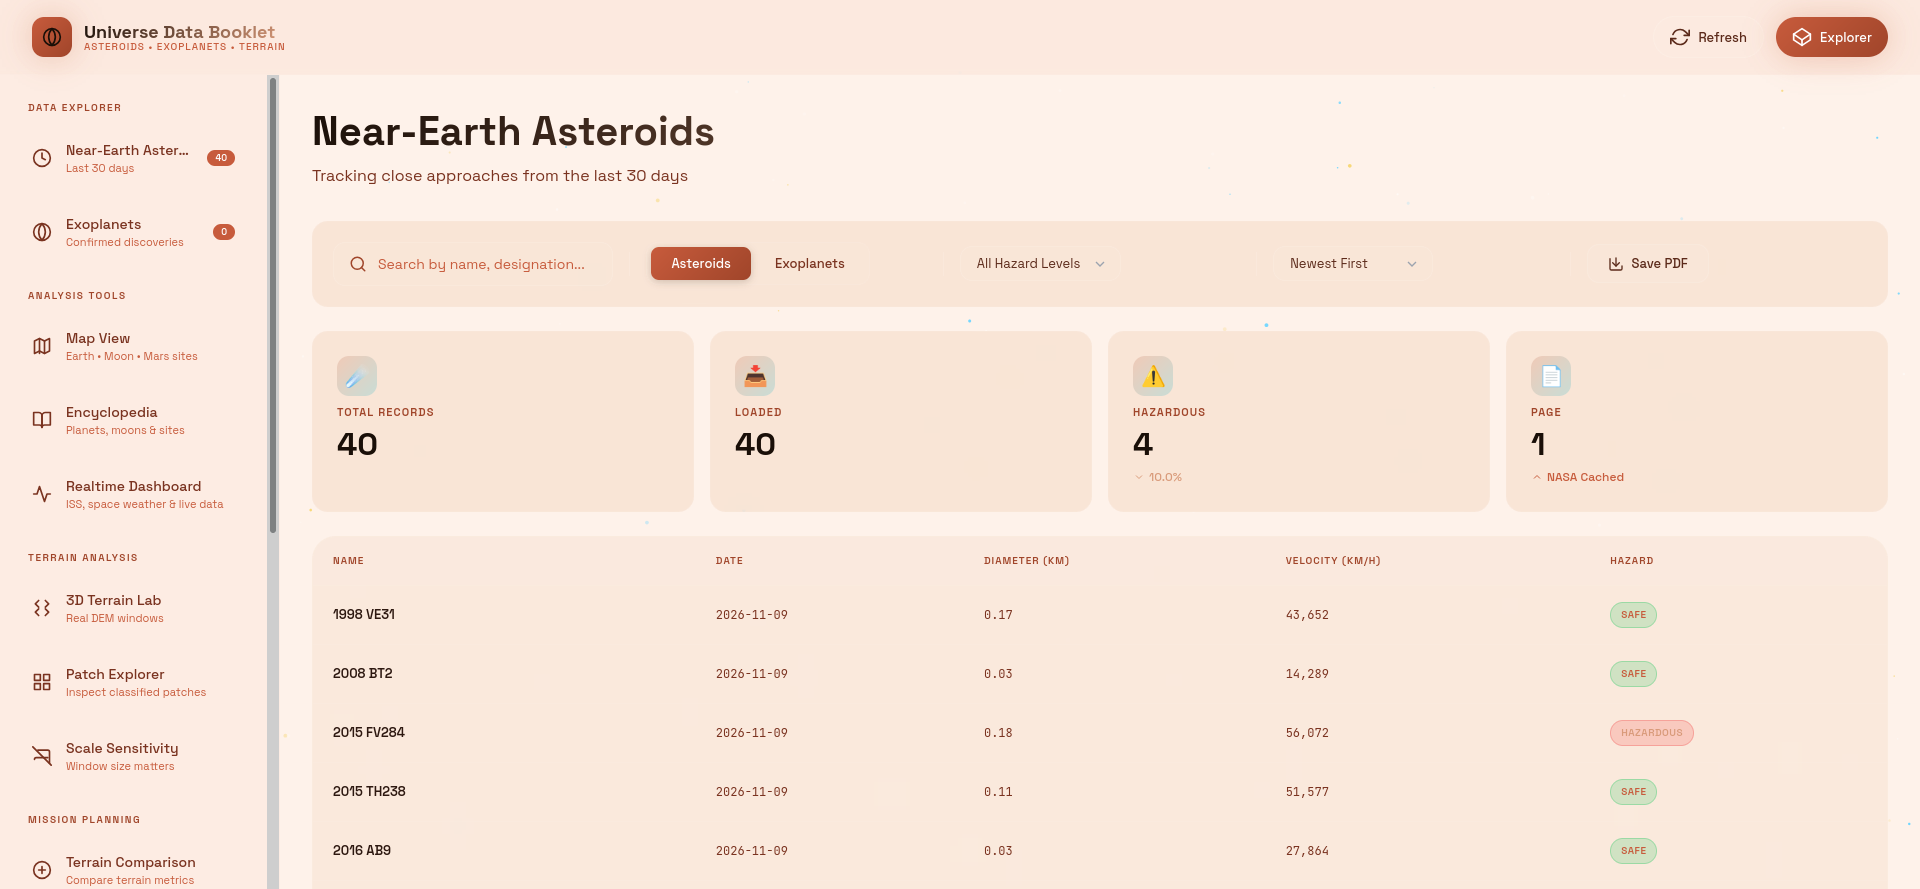 Universe Data Booklet
ASTEROIDS • EXOPLANETS • TERRAIN
Refresh
Explorer
DATA EXPLORER
Near-Earth Aster...
Last 30 days
40
Exoplanets
Confirmed discoveries
0
ANALYSIS TOOLS
Map View
Earth • Moon • Mars sites
Encyclopedia
Planets, moons & sites
Realtime Dashboard
ISS, space weather & live data
TERRAIN ANALYSIS
3D Terrain Lab
Real DEM windows
Patch Explorer
Inspect classified patches
Scale Sensitivity
Window size matters
MISSION PLANNING
Terrain Comparison
Compare terrain metrics
Near-Earth Asteroids
Tracking close approaches from the last 30 days
Search by name, designation...
Asteroids
Exoplanets
All Hazard Levels
Newest First
Save PDF
TOTAL RECORDS
40
LOADED
40
HAZARDOUS
4
10.0%
PAGE
1
NASA Cached
NAME DATE DIAMETER (KM) VELOCITY (KM/H) HAZARD
1998 VE31 2026-11-09 0.17 43,652 SAFE
2008 BT2 2026-11-09 0.03 14,289 SAFE
2015 FV284 2026-11-09 0.18 56,072 HAZARDOUS
2015 TH238 2026-11-09 0.11 51,577 SAFE
2016 AB9 2026-11-09 0.03 27,864 SAFE